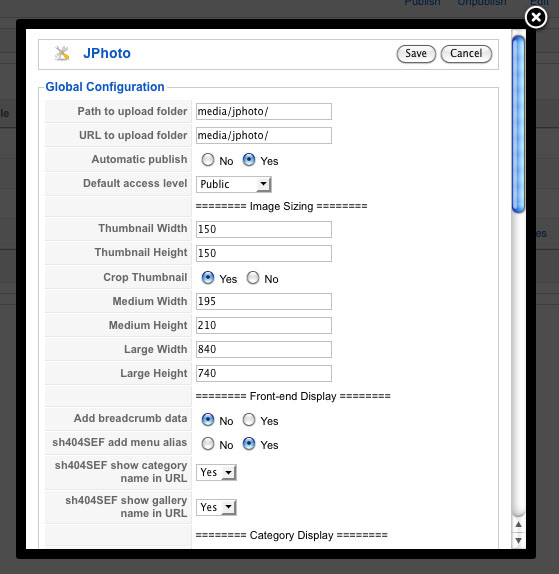 Publish Unpublish Edit
JPhoto Save Cancel
Global Configuration
Path to upload folder media/jphoto/
URL to upload folder media/jphoto/
Automatic publish No Yes
Default access level Public
======== Image Sizing ========
Thumbnail Width 150
Thumbnail Height 150
Crop Thumbnail Yes No
Medium Width 195
Medium Height 210
Large Width 840
Large Height 740
======== Front-end Display ========
Add breadcrumb data No Yes
sh404SEF add menu alias No Yes
sh404SEF show category
name in URL Yes
sh404SEF show gallery
name in URL Yes
======== Category Display ========